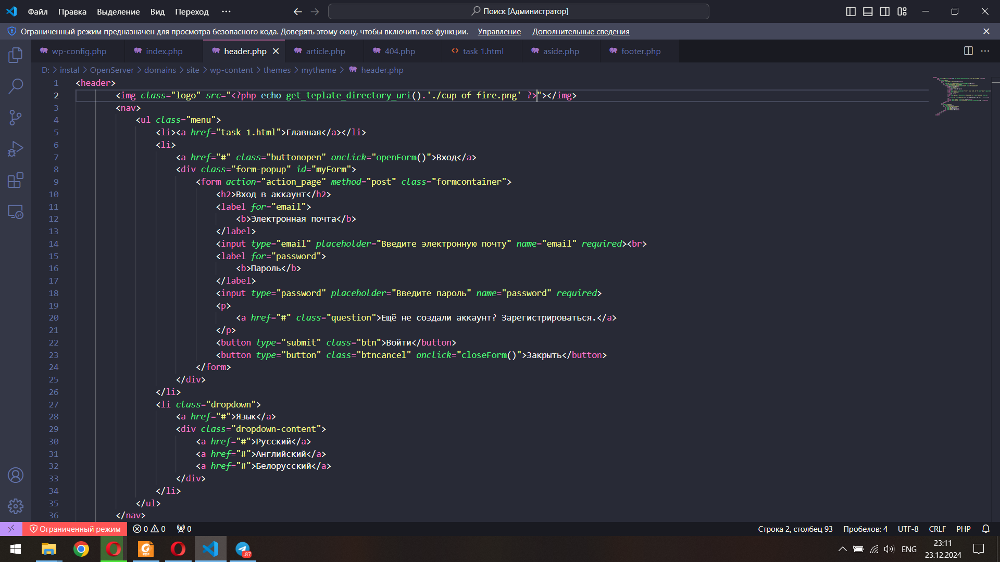 Файл Правка Выделение Вид Переход ··· Поиск [Администратор]
Ограниченный режим предназначен для просмотра безопасного кода. Доверять этому окну, чтобы включить все функции. Управление Дополнительные сведения
wp-config.php index.php header.php article.php 404.php task 1.html aside.php footer.php
D: > instal > OpenServer > domains > site > wp-content > themes > mytheme > header.php
1 <header>
2 <img class="logo" src="<?php echo get_teplate_directory_uri().'./cup of fire.png' ?>"></img>
3 <nav>
4 <ul class="menu">
5 <li><a href="task 1.html">Главная</a></li>
6 <li>
7 <a href="#" class="buttonopen" onclick="openForm()">Вход</a>
8 <div class="form-popup" id="myForm">
9 <form action="action_page" method="post" class="formcontainer">
10 <h2>Вход в аккаунт</h2>
11 <label for="email">
12 <b>Электронная почта</b>
13 </label>
14 <input type="email" placeholder="Введите электронную почту" name="email" required><br>
15 <label for="password">
16 <b>Пароль</b>
17 </label>
18 <input type="password" placeholder="Введите пароль" name="password" required>
19 <p>
20 <a href="#" class="question">Ещё не создали аккаунт? Зарегистрироваться.</a>
21 </p>
22 <button type="submit" class="btn">Войти</button>
23 <button type="button" class="btncancel" onclick="closeForm()">Закрыть</button>
24 </form>
25 </div>
26 </li>
27 <li class="dropdown">
28 <a href="#">Язык</a>
29 <div class="dropdown-content">
30 <a href="#">Русский</a>
31 <a href="#">Английский</a>
32 <a href="#">Белорусский</a>
33 </div>
34 </li>
35 </ul>
36 </nav>
Ограниченный режим 0 0 0 Строка 2, столбец 93 Пробелов: 4 UTF-8 CRLF PHP
PDF ..87 ENG 23:11
23.12.2024